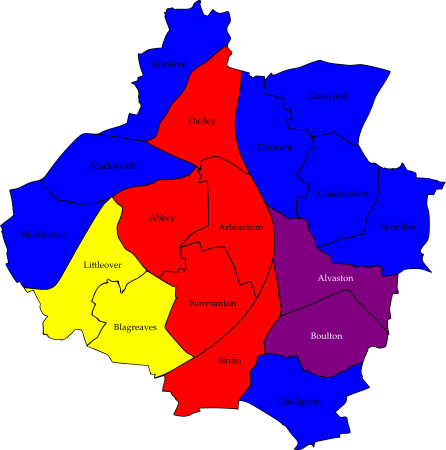 Allestree
Oakwood
Darley
Derwent
Mackworth
Chaddesden
Abbey
Arboretum
Spondon
Mickleover
Littleover
Alvaston
Normanton
Blagreaves
Boulton
Sinfin
Chellaston